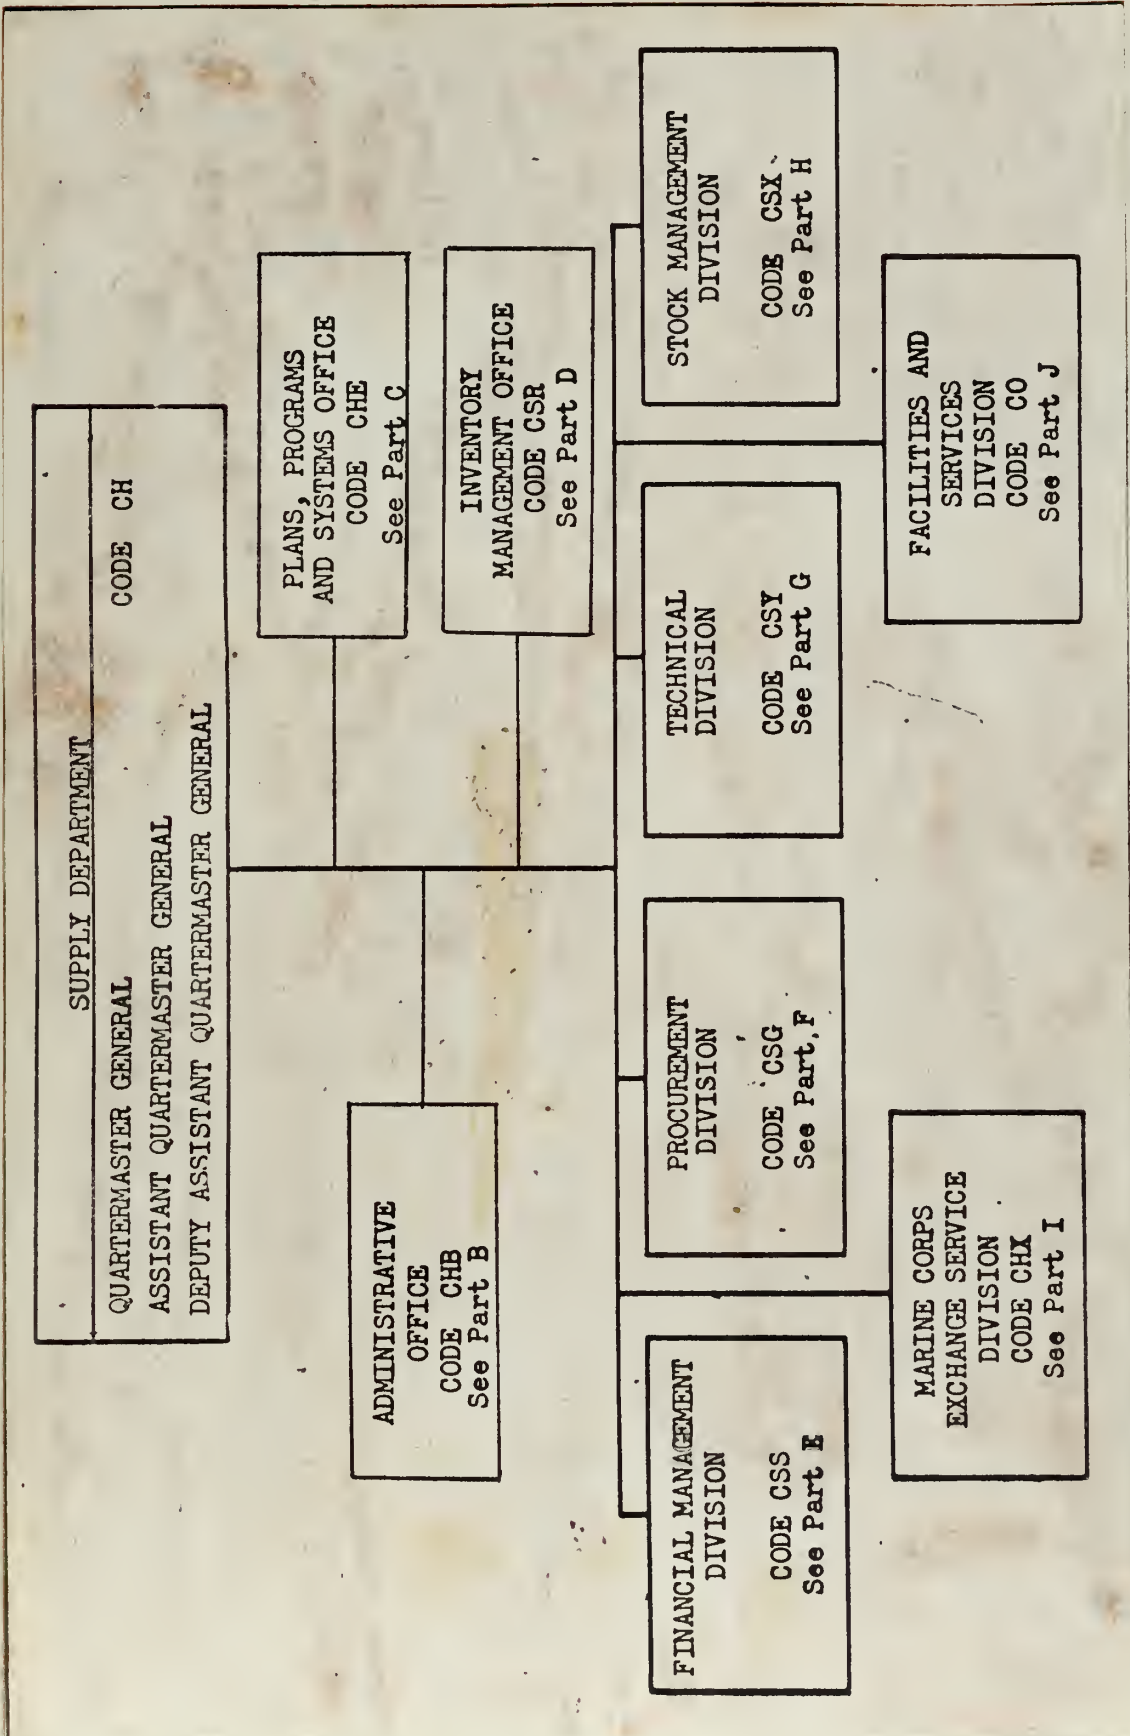 SUPPLY DEPARTMENT
QUARTERMASTER GENERAL CODE CH
ASSISTANT QUARTERMASTER GENERAL
DEPUTY ASSISTANT QUARTERMASTER GENERAL
PLANS, PROGRAMS
AND SYSTEMS OFFICE
CODE CHE
See Part C
ADMINISTRATIVE
OFFICE
CODE CHB
See Part B
INVENTORY
MANAGEMENT OFFICE
CODE CSR
See Part D
FINANCIAL MANAGEMENT
DIVISION
CODE CSS
See Part E
PROCUREMENT
DIVISION
CODE CSG
See Part F
TECHNICAL
DIVISION
CODE CSY
See Part G
STOCK MANAGEMENT
DIVISION
CODE CSX
See Part H
MARINE CORPS
EXCHANGE SERVICE
DIVISION
CODE CHX
See Part I
FACILITIES AND
SERVICES
DIVISION
CODE CO
See Part J